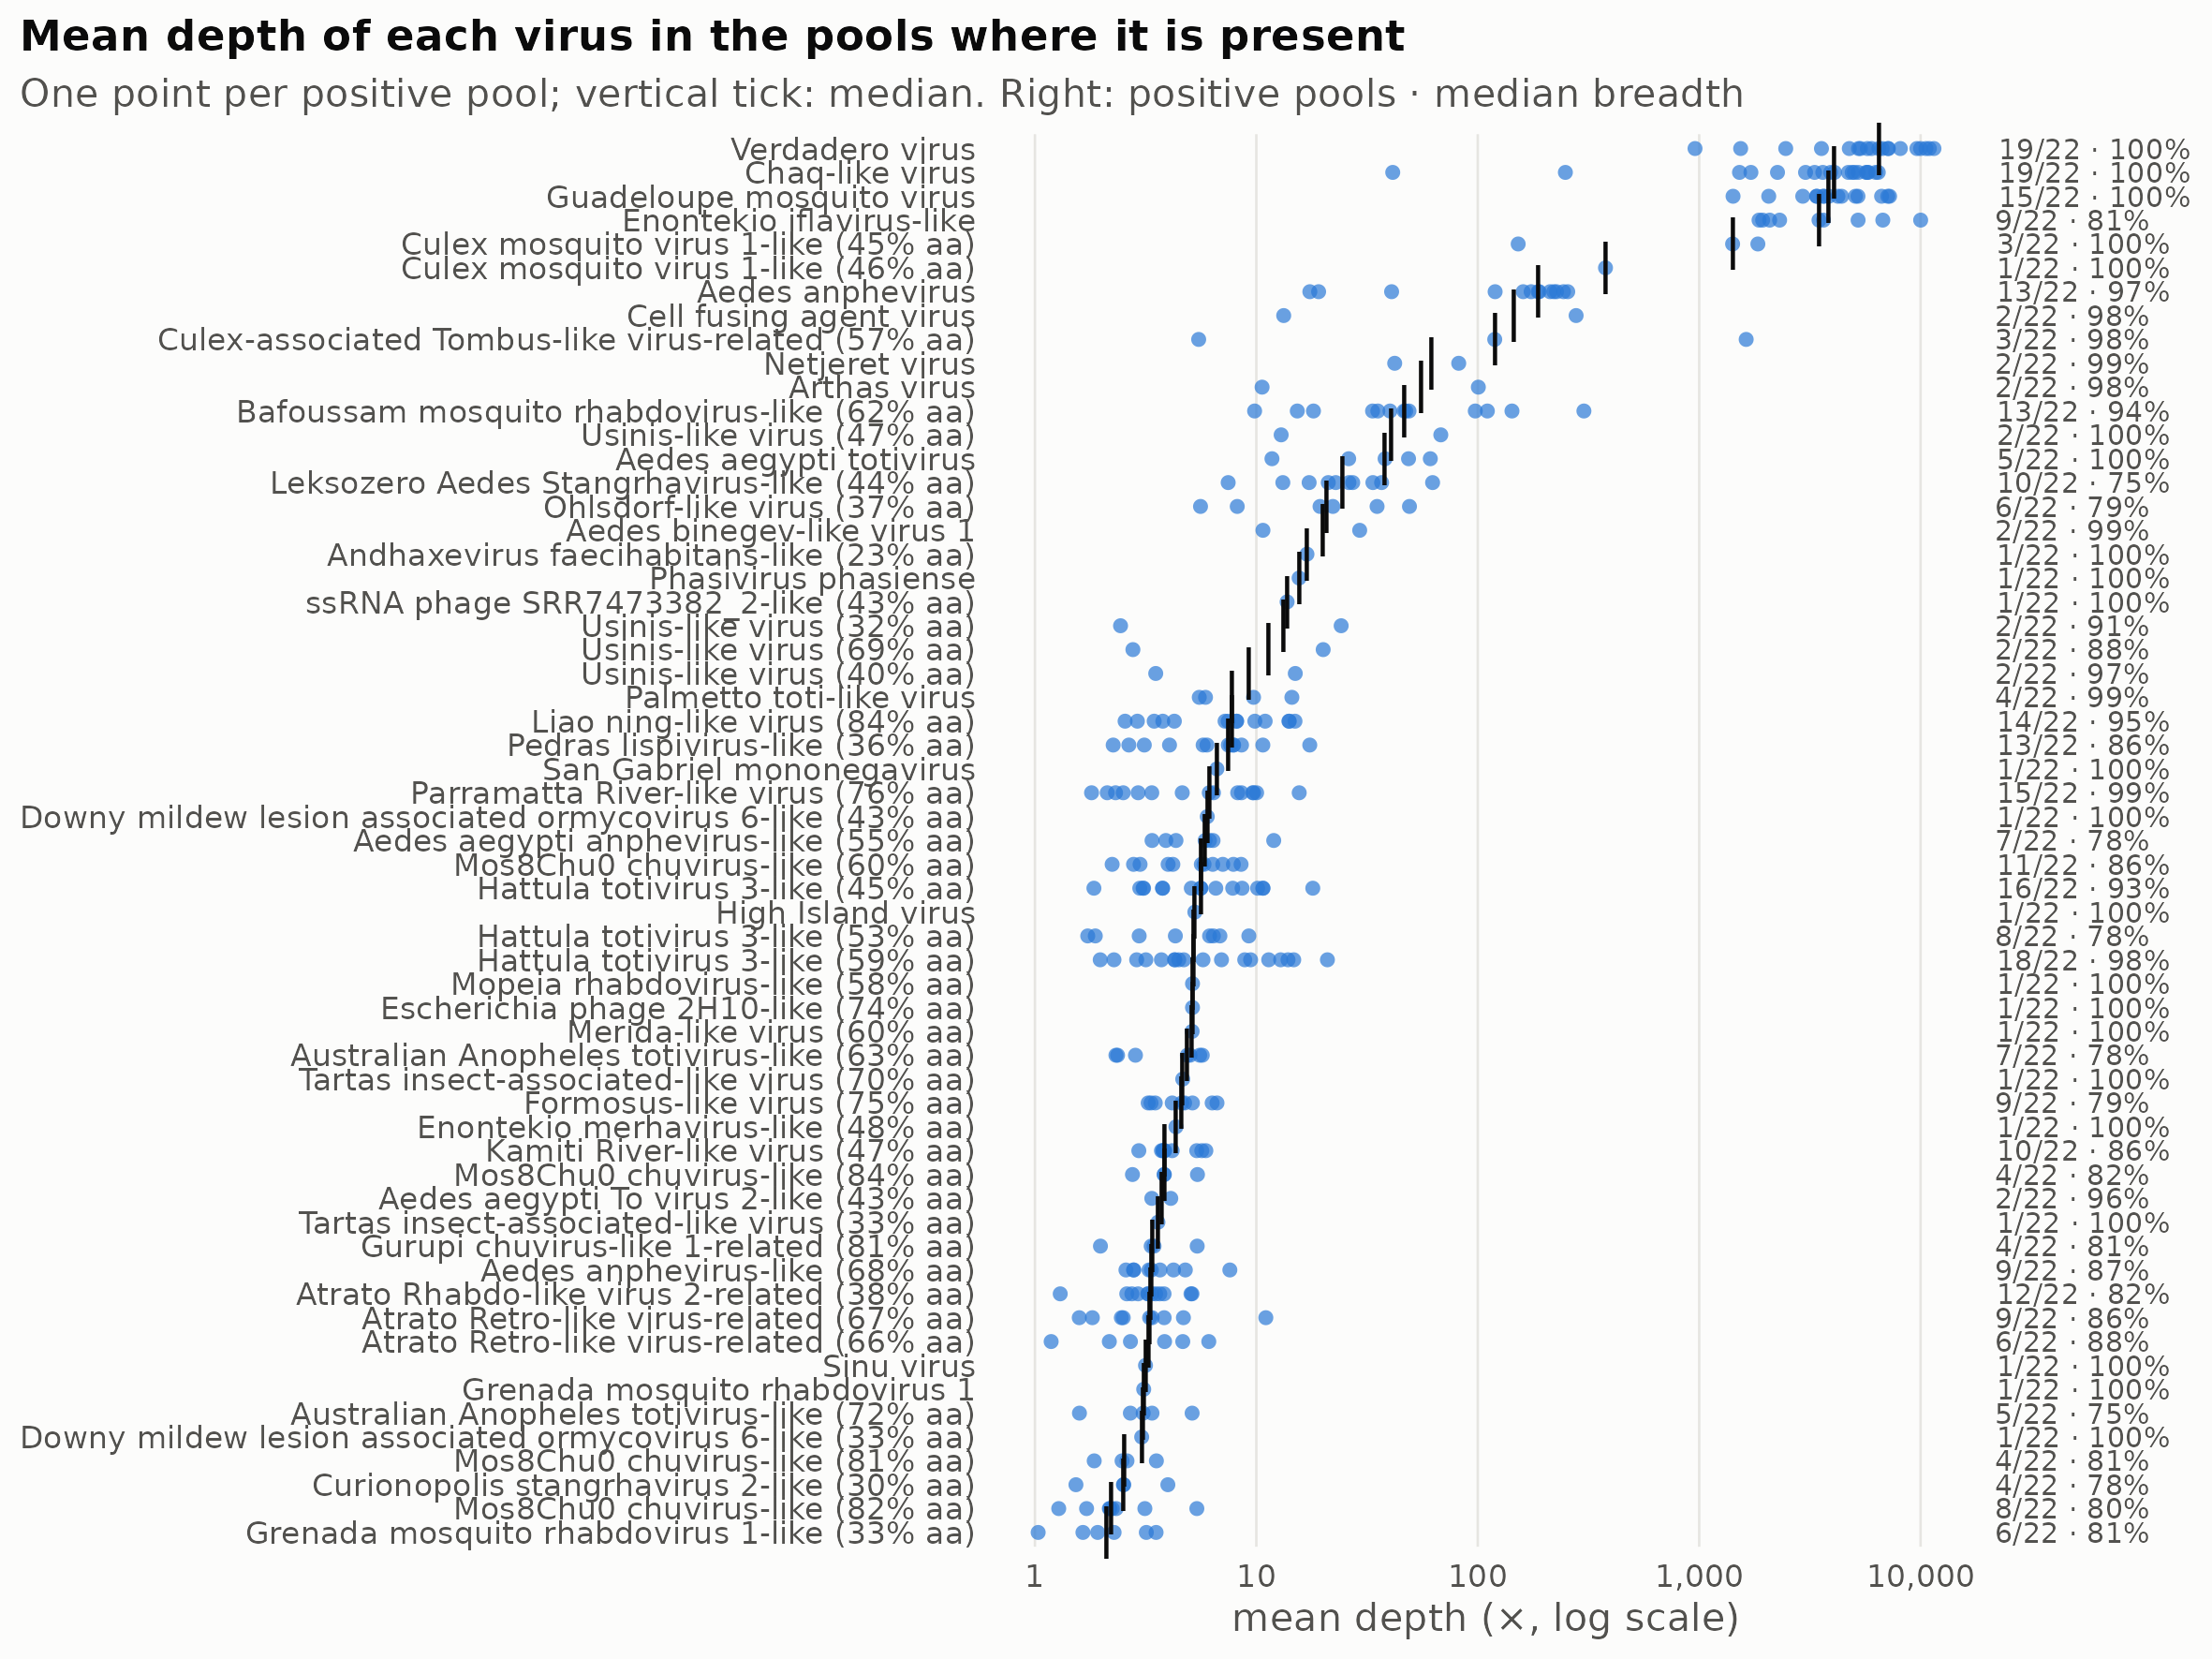 Mean depth of each virus in the pools where it is present
One point per positive pool; vertical tick: median. Right: positive pools · median breadth
Verdadero virus 19/22 · 100%
Chaq-like virus 19/22 · 100%
Guadeloupe mosquito virus 15/22 · 100%
Enontekio iflavirus-like 9/22 · 81%
Culex mosquito virus 1-like (45% aa) 3/22 · 100%
Culex mosquito virus 1-like (46% aa) 1/22 · 100%
Aedes anphevirus 13/22 · 97%
Cell fusing agent virus 2/22 · 98%
Culex-associated Tombus-like virus-related (57% aa) 3/22 · 98%
Netjeret virus 2/22 · 99%
Arthas virus 2/22 · 98%
Bafoussam mosquito rhabdovirus-like (62% aa) 13/22 · 94%
Usinis-like virus (47% aa) 2/22 · 100%
Aedes aegypti totivirus 5/22 · 100%
Leksozero Aedes Stangrhavirus-like (44% aa) 10/22 · 75%
Ohlsdorf-like virus (37% aa) 6/22 · 79%
Aedes binegev-like virus 1 2/22 · 99%
Andhaxevirus faecihabitans-like (23% aa) 1/22 · 100%
Phasivirus phasiense 1/22 · 100%
ssRNA phage SRR7473382_2-like (43% aa) 1/22 · 100%
Usinis-like virus (32% aa) 2/22 · 91%
Usinis-like virus (69% aa) 2/22 · 88%
Usinis-like virus (40% aa) 2/22 · 97%
Palmetto toti-like virus 4/22 · 99%
Liao ning-like virus (84% aa) 14/22 · 95%
Pedras lispivirus-like (36% aa) 13/22 · 86%
San Gabriel mononegavirus 1/22 · 100%
Parramatta River-like virus (76% aa) 15/22 · 99%
Downy mildew lesion associated ormycovirus 6-like (43% aa) 1/22 · 100%
Aedes aegypti anphevirus-like (55% aa) 7/22 · 78%
Mos8Chu0 chuvirus-like (60% aa) 11/22 · 86%
Hattula totivirus 3-like (45% aa) 16/22 · 93%
High Island virus 1/22 · 100%
Hattula totivirus 3-like (53% aa) 8/22 · 78%
Hattula totivirus 3-like (59% aa) 18/22 · 98%
Mopeia rhabdovirus-like (58% aa) 1/22 · 100%
Escherichia phage 2H10-like (74% aa) 1/22 · 100%
Merida-like virus (60% aa) 1/22 · 100%
Australian Anopheles totivirus-like (63% aa) 7/22 · 78%
Tartas insect-associated-like virus (70% aa) 1/22 · 100%
Formosus-like virus (75% aa) 9/22 · 79%
Enontekio merhavirus-like (48% aa) 1/22 · 100%
Kamiti River-like virus (47% aa) 10/22 · 86%
Mos8Chu0 chuvirus-like (84% aa) 4/22 · 82%
Aedes aegypti To virus 2-like (43% aa) 2/22 · 96%
Tartas insect-associated-like virus (33% aa) 1/22 · 100%
Gurupi chuvirus-like 1-related (81% aa) 4/22 · 81%
Aedes anphevirus-like (68% aa) 9/22 · 87%
Atrato Rhabdo-like virus 2-related (38% aa) 12/22 · 82%
Atrato Retro-like virus-related (67% aa) 9/22 · 86%
Atrato Retro-like virus-related (66% aa) 6/22 · 88%
Sinu virus 1/22 · 100%
Grenada mosquito rhabdovirus 1 1/22 · 100%
Australian Anopheles totivirus-like (72% aa) 5/22 · 75%
Downy mildew lesion associated ormycovirus 6-like (33% aa) 1/22 · 100%
Mos8Chu0 chuvirus-like (81% aa) 4/22 · 81%
Curionopolis stangrhavirus 2-like (30% aa) 4/22 · 78%
Mos8Chu0 chuvirus-like (82% aa) 8/22 · 80%
Grenada mosquito rhabdovirus 1-like (33% aa) 6/22 · 81%
1 10 100 1,000 10,000
mean depth (×, log scale)